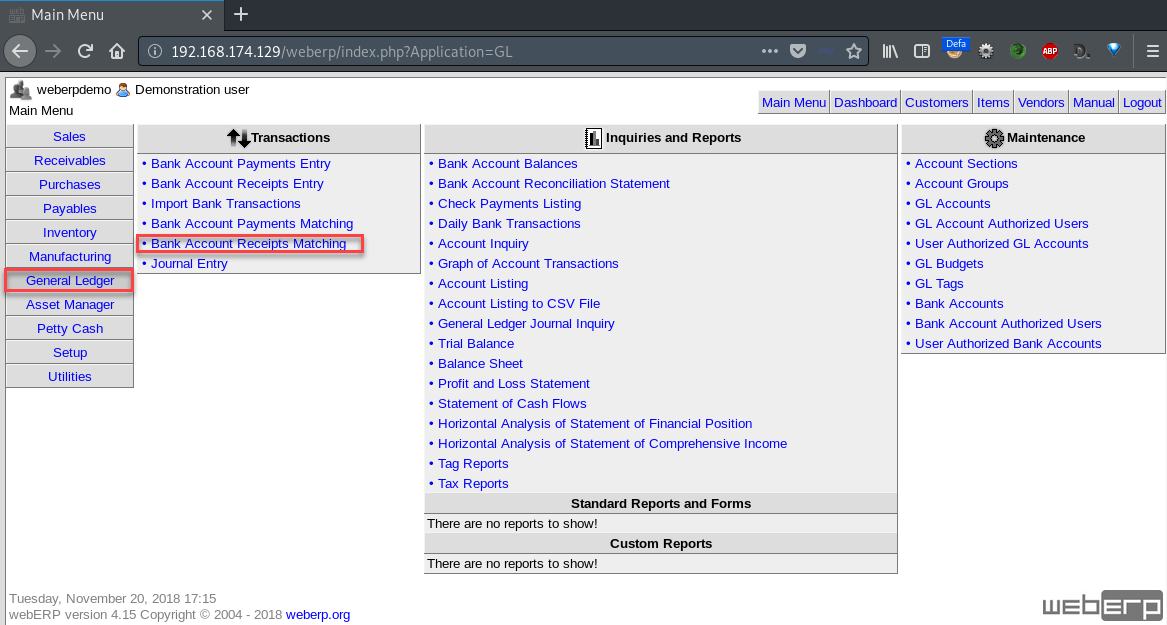 Main Menu
192.168.174.129/weberp/index.php?Application=GL
Defa
ABP
D.
weberpdemo Demonstration user
Main Menu
Main Menu Dashboard Customers Items Vendors Manual Logout
Sales
Receivables
Purchases
Payables
Inventory
Manufacturing
General Ledger
Asset Manager
Petty Cash
Setup
Utilities
Transactions
• Bank Account Payments Entry
• Bank Account Receipts Entry
• Import Bank Transactions
• Bank Account Payments Matching
• Bank Account Receipts Matching
• Journal Entry
Inquiries and Reports
• Bank Account Balances
• Bank Account Reconciliation Statement
• Check Payments Listing
• Daily Bank Transactions
• Account Inquiry
• Graph of Account Transactions
• Account Listing
• Account Listing to CSV File
• General Ledger Journal Inquiry
• Trial Balance
• Balance Sheet
• Profit and Loss Statement
• Statement of Cash Flows
• Horizontal Analysis of Statement of Financial Position
• Horizontal Analysis of Statement of Comprehensive Income
• Tag Reports
• Tax Reports
Standard Reports and Forms
There are no reports to show!
Custom Reports
There are no reports to show!
Maintenance
• Account Sections
• Account Groups
• GL Accounts
• GL Account Authorized Users
• User Authorized GL Accounts
• GL Budgets
• GL Tags
• Bank Accounts
• Bank Account Authorized Users
• User Authorized Bank Accounts
Tuesday, November 20, 2018 17:15
webERP version 4.15 Copyright © 2004 - 2018 weberp.org
weberp